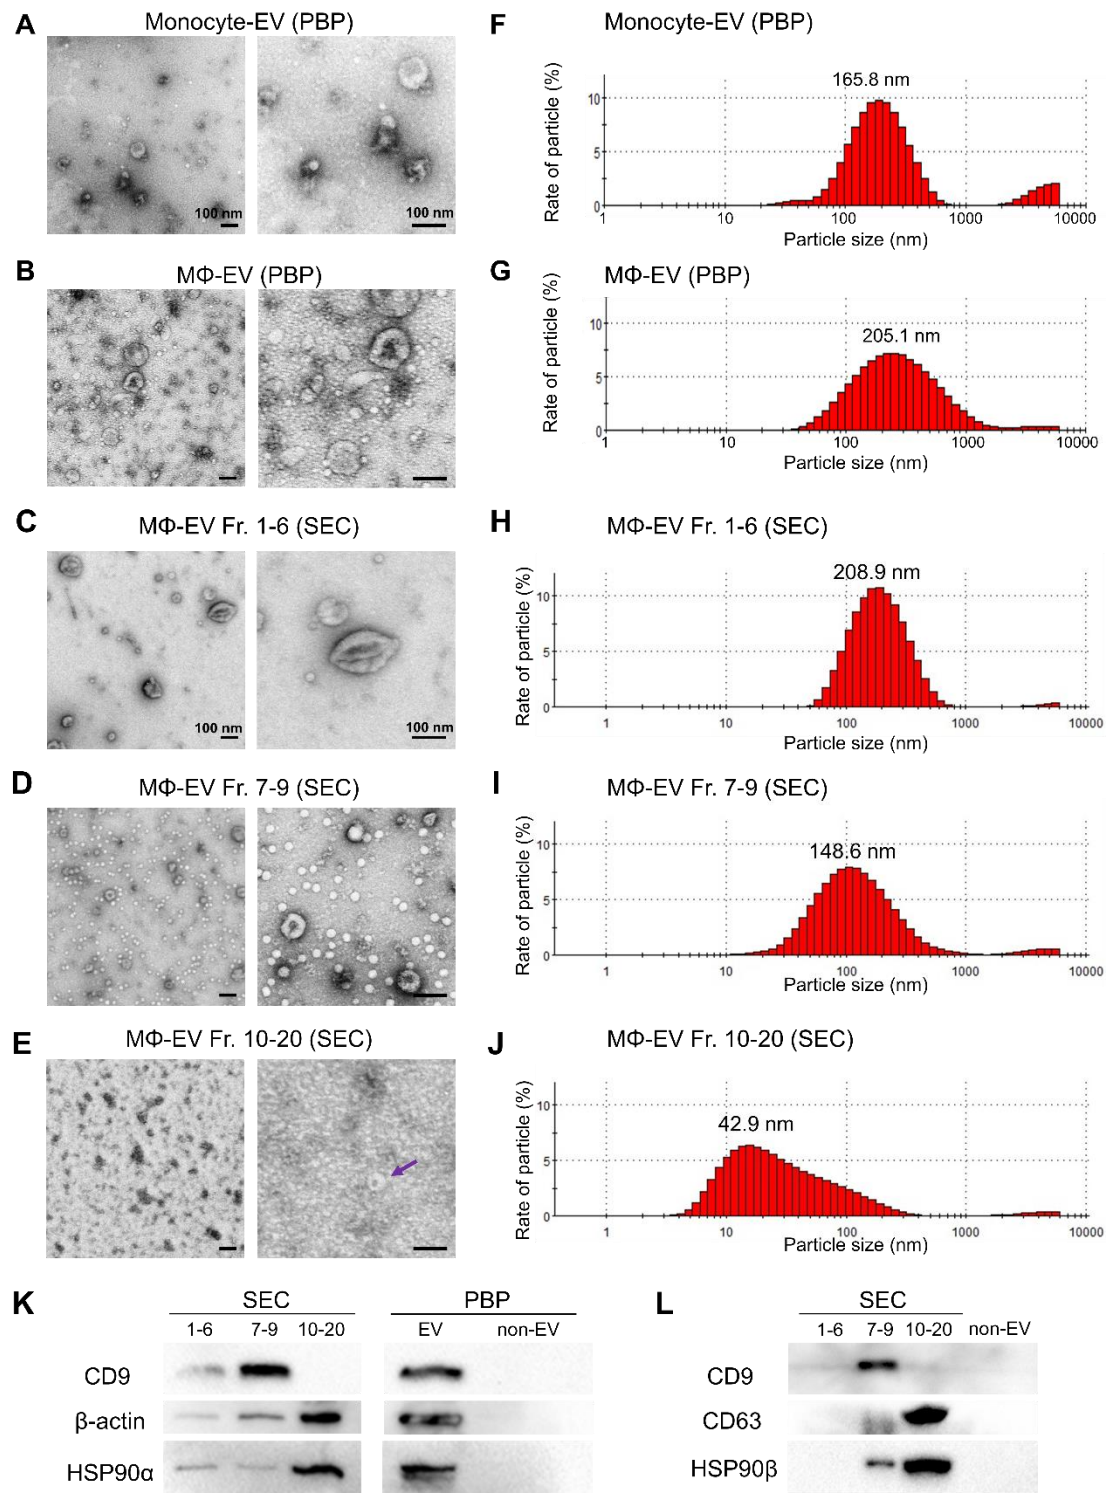 A
Monocyte-EV (PBP)
100 nm
100 nm
F
Monocyte-EV (PBP)
Rate of particle (%)
165.8 nm
10
5
0
1
10
100
1000
10000
Particle size (nm)
B
MΦ-EV (PBP)
G
MΦ-EV (PBP)
Rate of particle (%)
205.1 nm
10
5
0
1
10
100
1000
10000
Particle size (nm)
C
MΦ-EV Fr. 1-6 (SEC)
100 nm
100 nm
H
MΦ-EV Fr. 1-6 (SEC)
Rate of particle (%)
208.9 nm
10
5
0
1
10
100
1000
10000
Particle size (nm)
D
MΦ-EV Fr. 7-9 (SEC)
I
MΦ-EV Fr. 7-9 (SEC)
Rate of particle (%)
148.6 nm
10
5
0
1
10
100
1000
10000
Particle size (nm)
E
MΦ-EV Fr. 10-20 (SEC)
J
MΦ-EV Fr. 10-20 (SEC)
Rate of particle (%)
42.9 nm
10
5
0
1
10
100
1000
10000
Particle size (nm)
K
SEC
PBP
1-6 7-9 10-20
EV non-EV
CD9
β-actin
HSP90α
L
SEC
1-6 7-9 10-20 non-EV
CD9
CD63
HSP90β